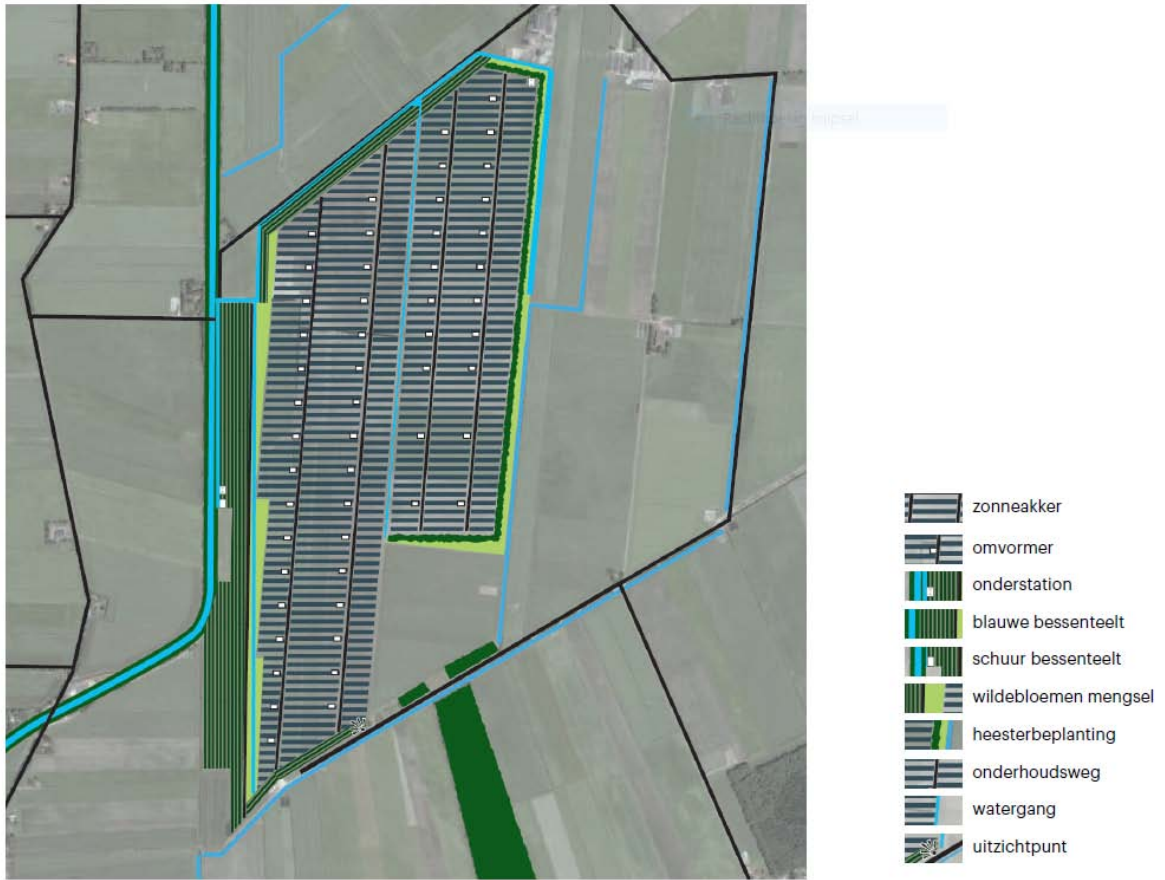 zonneakker
omvormer
onderstation
blauwe bessenteelt
schuur bessenteelt
wildebloemen mengsel
heesterbeplanting
onderhoudsweg
watergang
uitzichtpunt